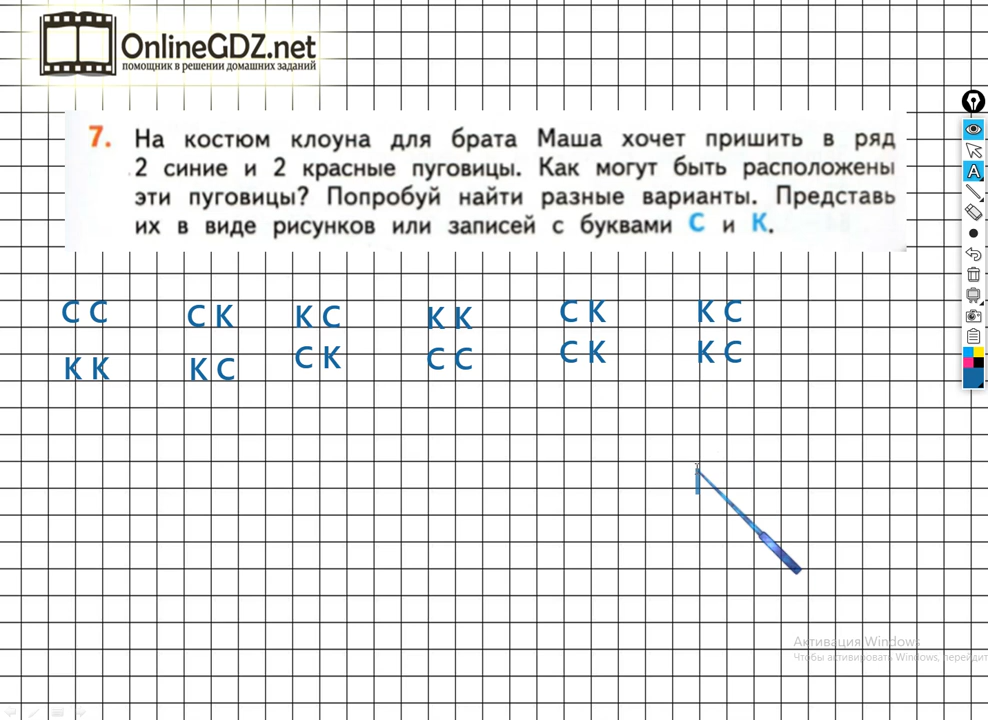 OnlineGDZ.net
помощник в решении домашних заданий
7. На костюм клоуна для брата Маша хочет пришить в ряд
2 синие и 2 красные пуговицы. Как могут быть расположены
эти пуговицы? Попробуй найти разные варианты. Представь
их в виде рисунков или записей с буквами С и К.
С С С К К С К К С К К С
К К К С С К С С С К К С
Активация Windows
Чтобы активировать Windows, перейдит